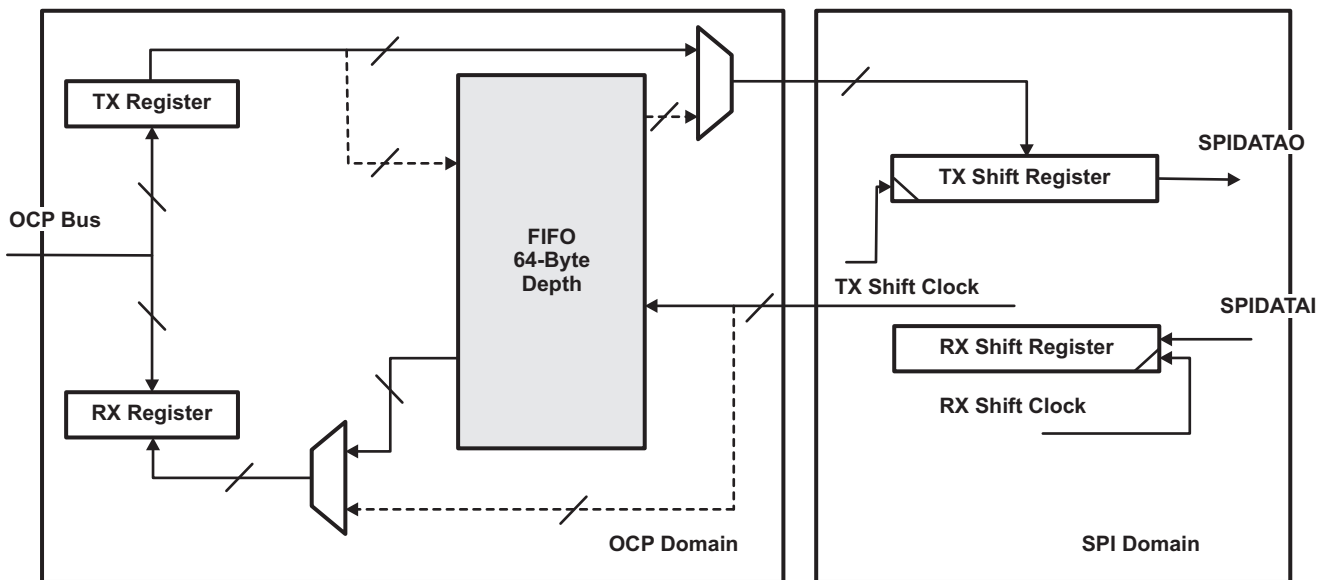 TX Register
SPIDATAO
TX Shift Register
OCP Bus
FIFO
64-Byte
Depth
TX Shift Clock
SPIDATAI
RX Shift Register
RX Register
RX Shift Clock
OCP Domain
SPI Domain